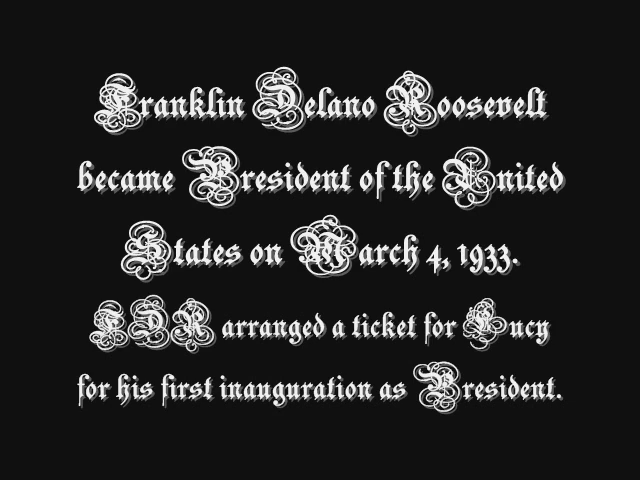 Franklin Delano Roosevelt
became President of the United
States on March 4, 1933.
FDR arranged a ticket for Lucy
for his first inauguration as President.